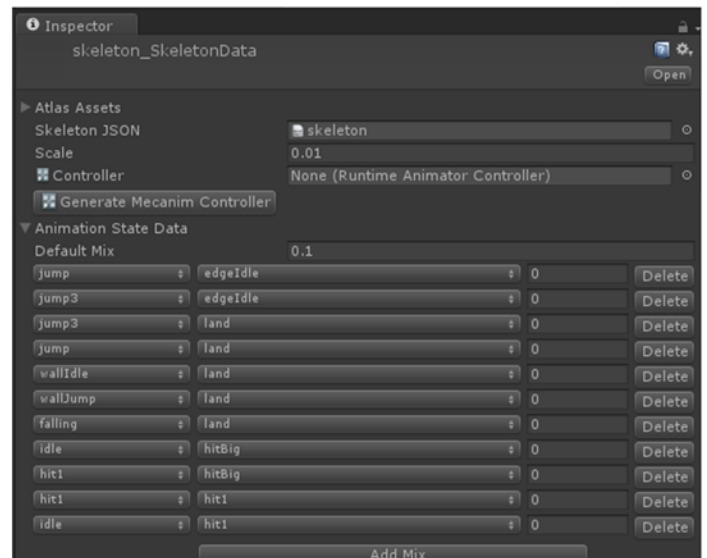 Inspector
skeleton_SkeletonData
Open
Atlas Assets
Skeleton JSON skeleton
Scale 0.01
Controller None (Runtime Animator Controller)
Generate Mecanim Controller
Animation State Data
Default Mix 0.1
jump edgeIdle 0 Delete
jump3 edgeIdle 0 Delete
jump3 land 0 Delete
jump land 0 Delete
wallIdle land 0 Delete
wallJump land 0 Delete
falling land 0 Delete
idle hitBig 0 Delete
hit1 hitBig 0 Delete
hit1 hit1 0 Delete
idle hit1 0 Delete
Add Mix